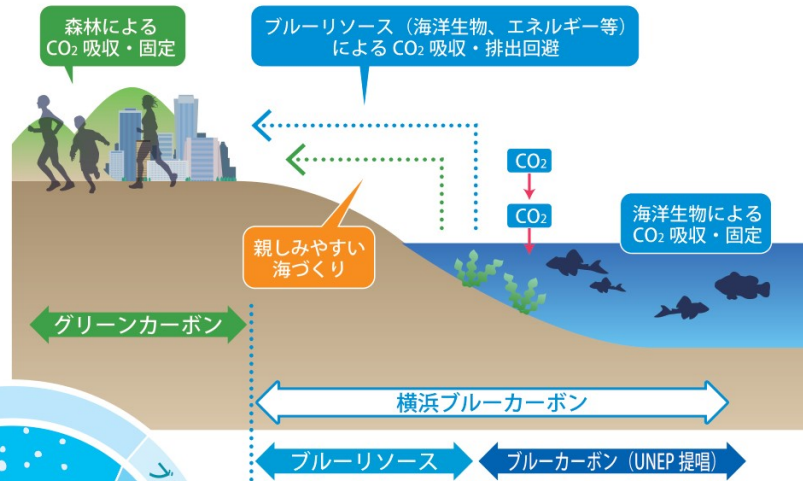 森林による
CO₂ 吸収・固定
ブルーリソース（海洋生物、エネルギー等）
による CO₂ 吸収・排出回避
CO₂
CO₂
海洋生物による
CO₂ 吸収・固定
親しみやすい
海づくり
グリーンカーボン
横浜ブルーカーボン
ブルーリソース
ブルーカーボン（UNEP 提唱）